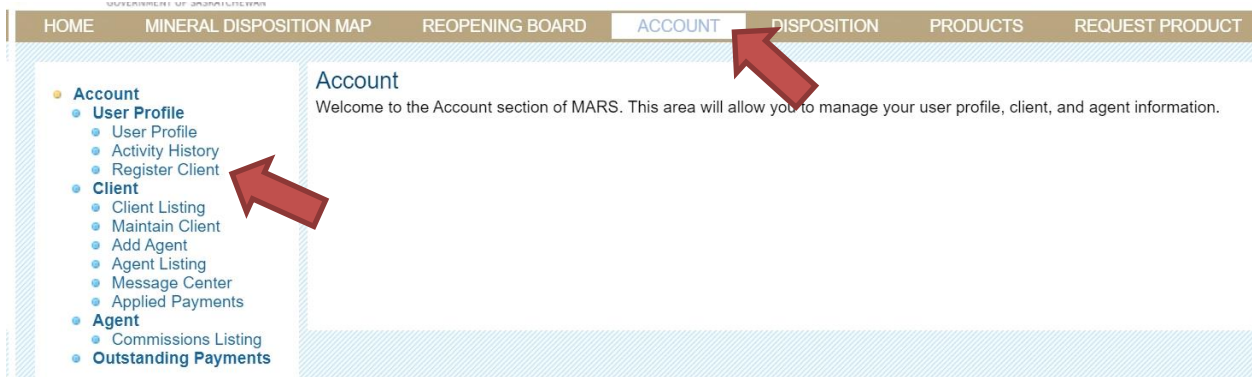 GOVERNMENT OF SASKATCHEWAN
HOME MINERAL DISPOSITION MAP REOPENING BOARD ACCOUNT DISPOSITION PRODUCTS REQUEST PRODUCT
Account
User Profile
User Profile
Activity History
Register Client
Client
Client Listing
Maintain Client
Add Agent
Agent Listing
Message Center
Applied Payments
Agent
Commissions Listing
Outstanding Payments
Account
Welcome to the Account section of MARS. This area will allow you to manage your user profile, client, and agent information.